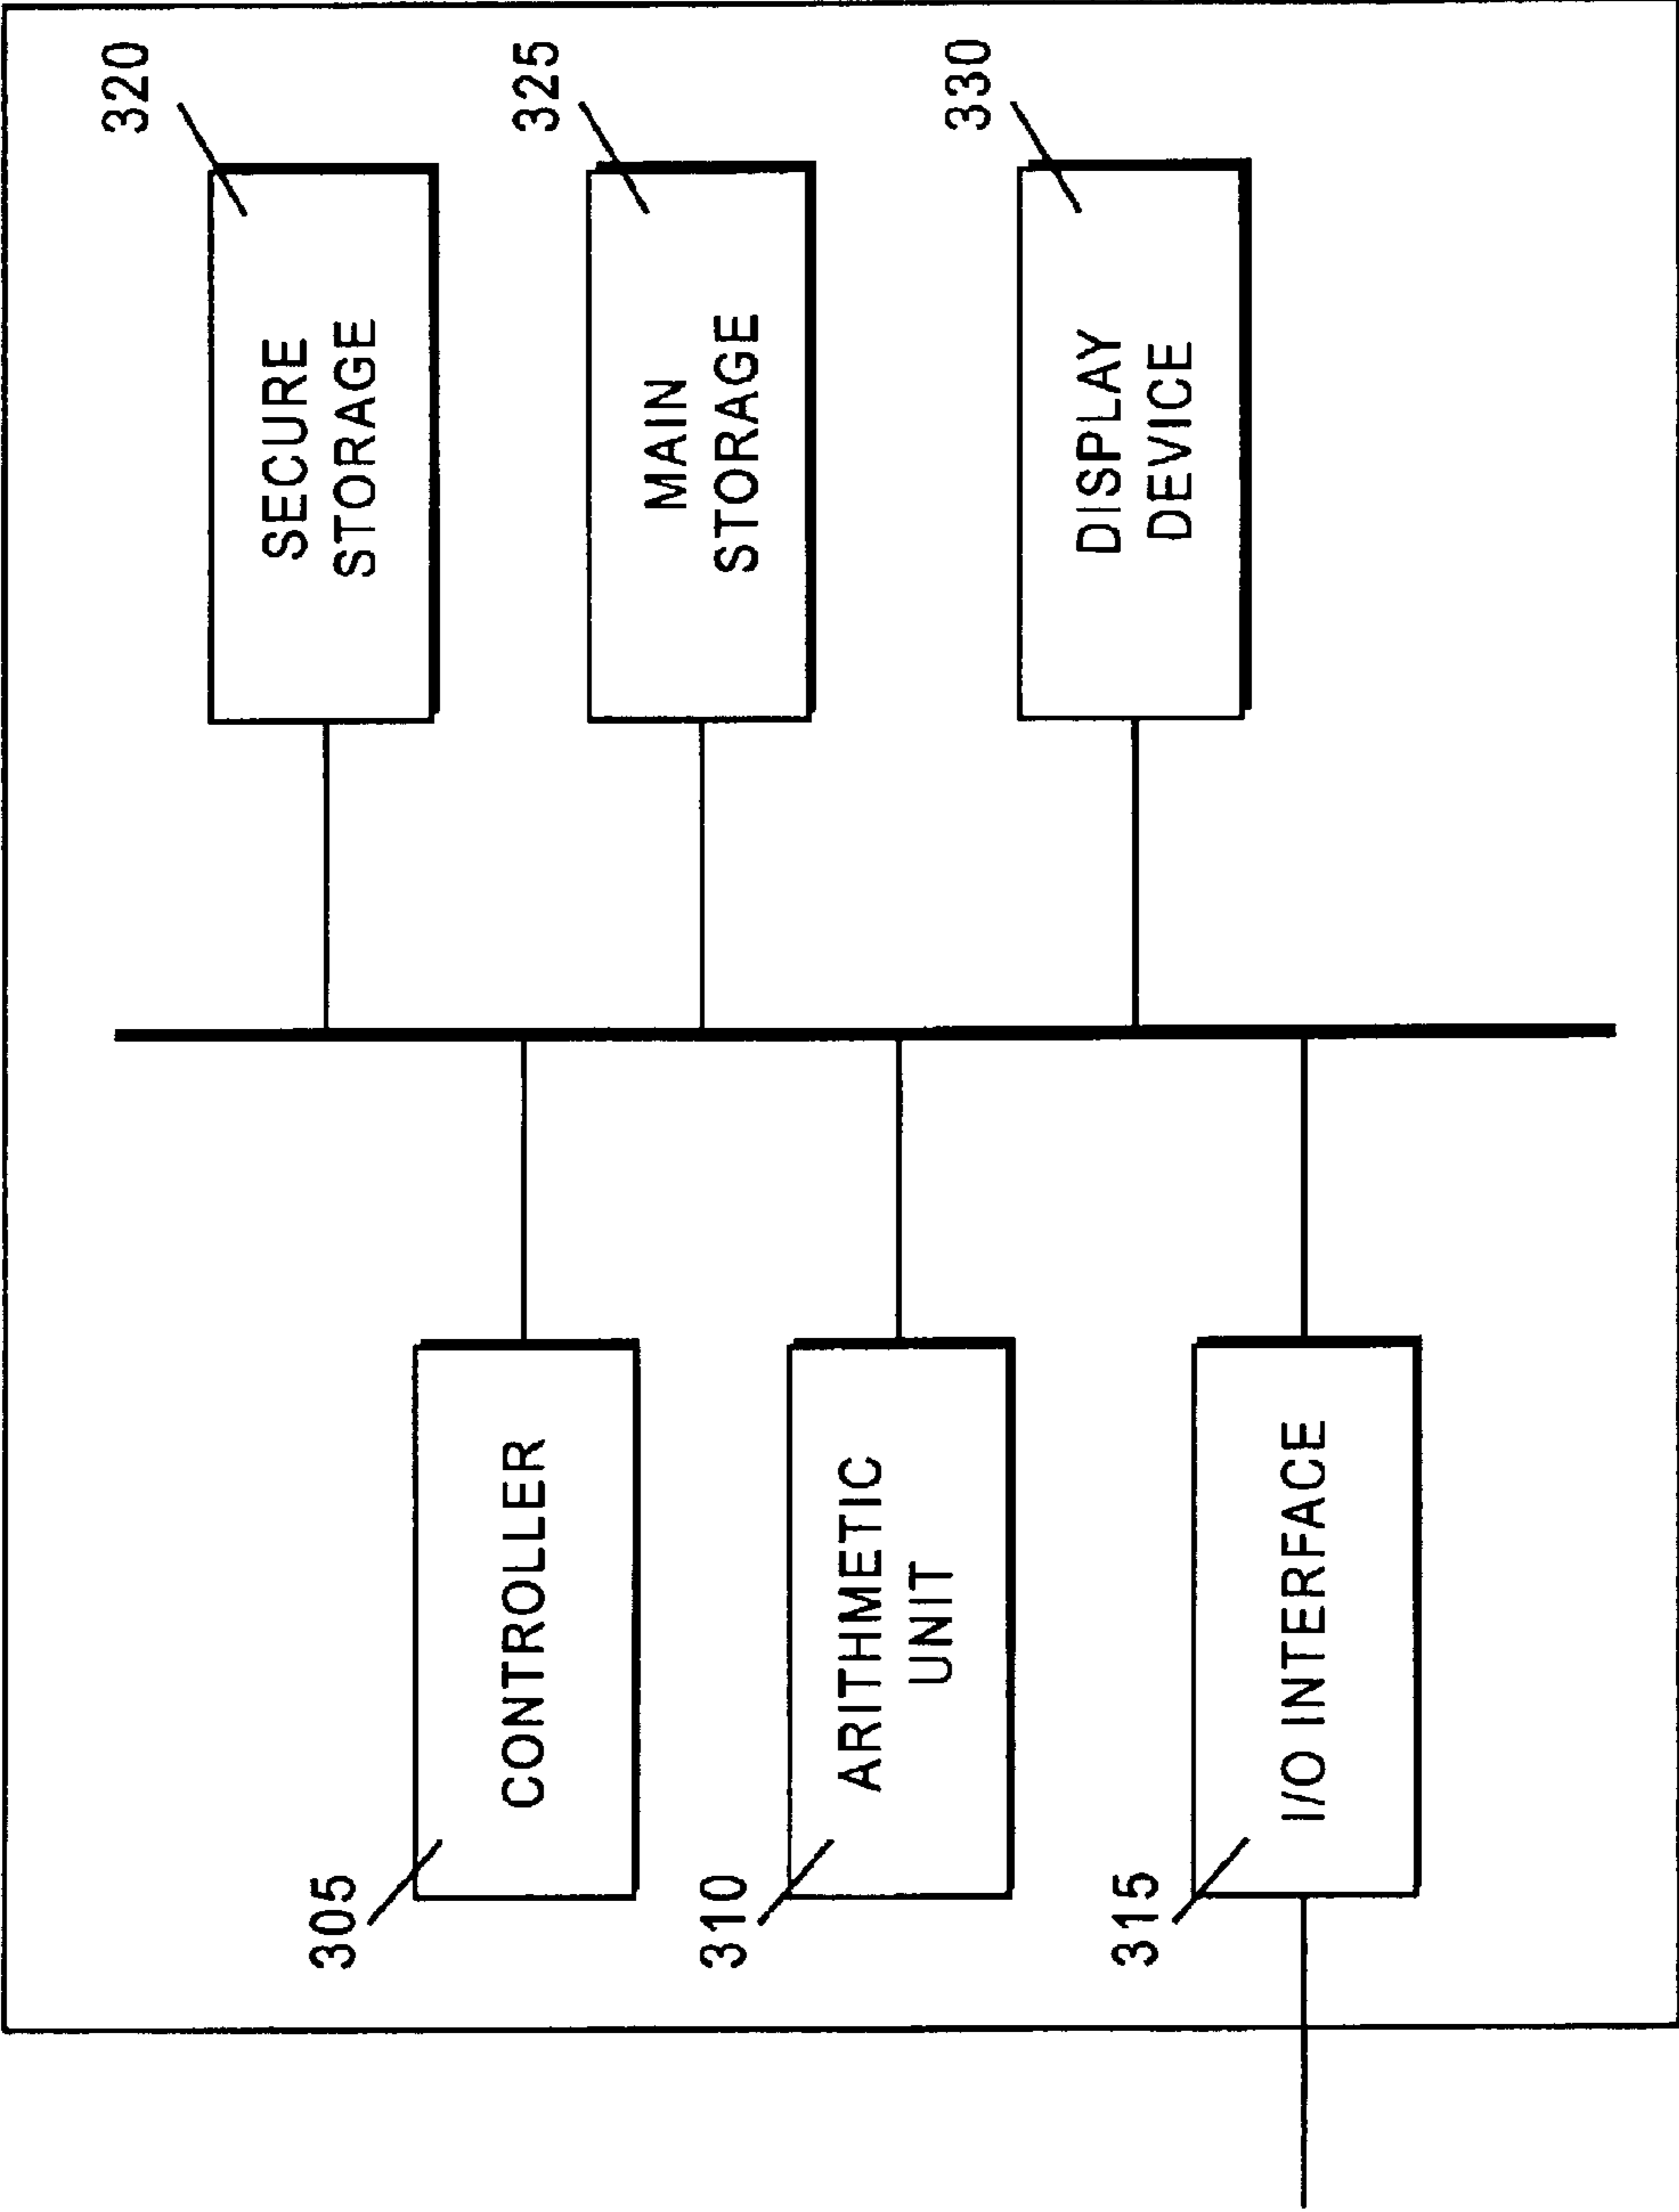 305
CONTROLLER
310
ARITHMETIC
UNIT
315
I/O INTERFACE
320
SECURE
STORAGE
325
MAIN
STORAGE
330
DISPLAY
DEVICE